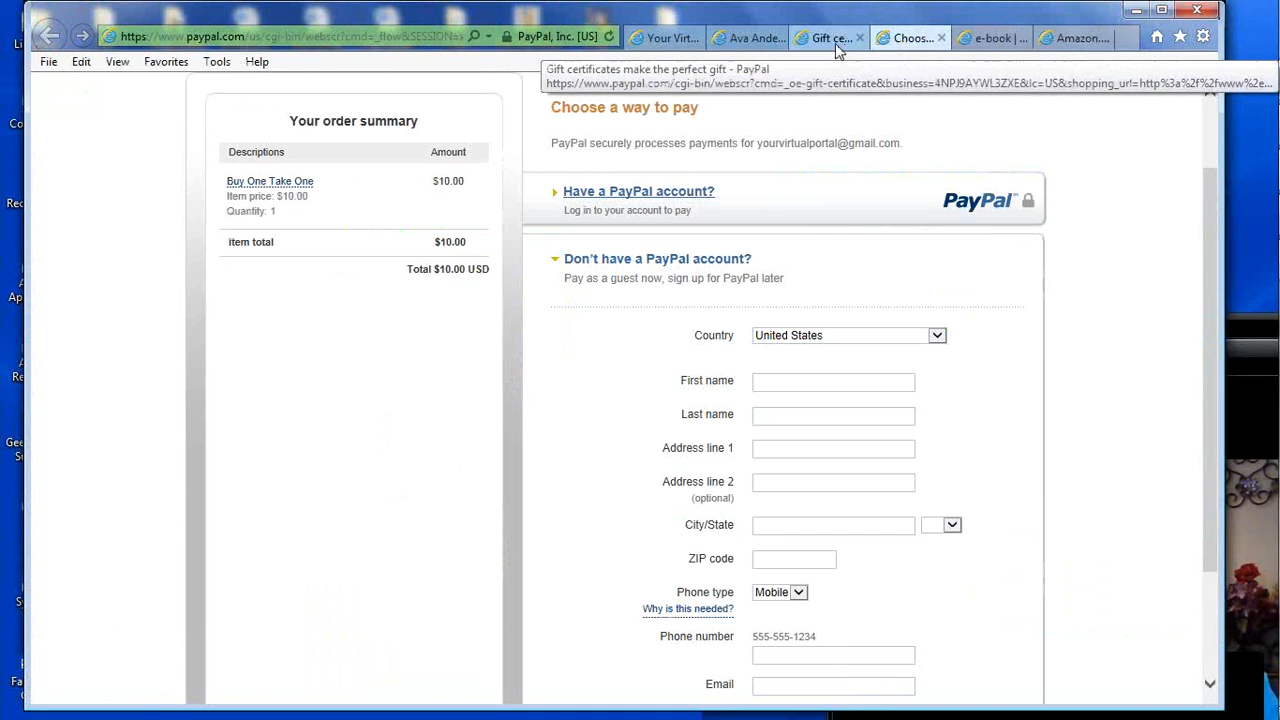 https://www.paypal.com/us/cgi-bin/webscr?cmd=_flow&SESSION=
PayPal, Inc. [US]
Your Virt...
Ava Ande...
Gift ce...
Choos...
e-book | ...
Amazon....
File Edit View Favorites Tools Help
Gift certificates make the perfect gift - PayPal
https://www.paypal.com/cgi-bin/webscr?cmd=_oe-gift-certificate&business=4NPJ9AYWL3ZXE&lc=US&shopping_url=http%3a%2f%2fwww%2e...
Your order summary
Descriptions Amount
Buy One Take One $10.00
Item price: $10.00
Quantity: 1
Item total $10.00
Total $10.00 USD
Choose a way to pay
PayPal securely processes payments for yourvirtualportal@gmail.com.
Have a PayPal account?
Log in to your account to pay
PayPal™
Don't have a PayPal account?
Pay as a guest now, sign up for PayPal later
Country United States
First name
Last name
Address line 1
Address line 2
(optional)
City/State
ZIP code
Phone type Mobile
Why is this needed?
Phone number 555-555-1234
Email